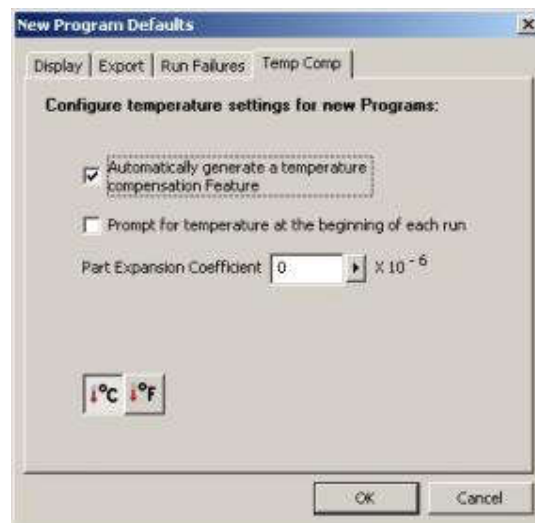 New Program Defaults
Display Export Run Failures Temp Comp
Configure temperature settings for new Programs:
Automatically generate a temperature
compensation Feature
Prompt for temperature at the beginning of each run
Part Expansion Coefficient 0 X 10 - 6
°C °F
OK Cancel